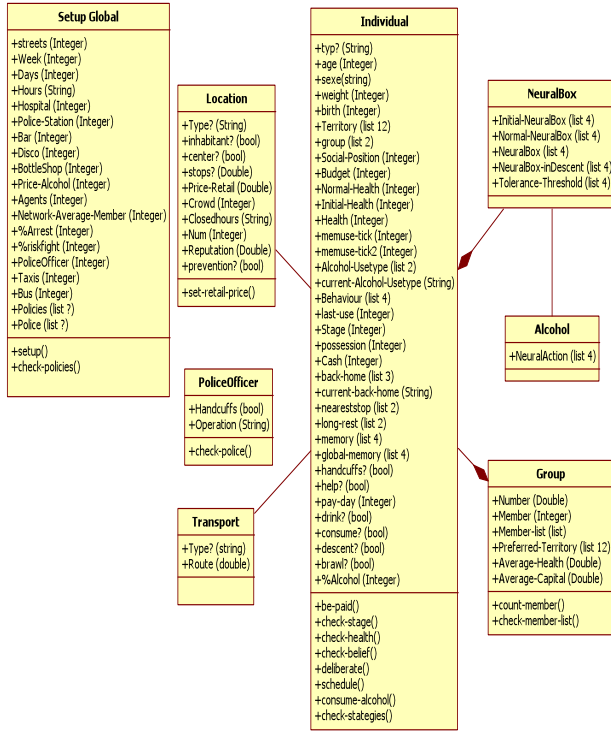 Setup Global
+streets (Integer)
+Week (Integer)
+Days (Integer)
+Hours (String)
+Hospital (Integer)
+Police-Station (Integer)
+Bar (Integer)
+Disco (Integer)
+BottleShop (Integer)
+Price-Alcohol (Integer)
+Agents (Integer)
+Network-Average-Member (Integer)
+%Arrest (Integer)
+%riskfight (Integer)
+PoliceOfficer (Integer)
+Taxis (Integer)
+Bus (Integer)
+Policies (list ?)
+Police (list ?)
+setup()
+check-policies()
Location
+Type? (String)
+inhabitant? (bool)
+center? (bool)
+stops? (Double)
+Price-Retail (Double)
+Crowd (Integer)
+Closedhours (String)
+Num (Integer)
+Reputation (Double)
+prevention? (bool)
+set-retail-price()
PoliceOfficer
+Handcuffs (bool)
+Operation (String)
+check-police()
Transport
+Type? (string)
+Route (double)
Individual
+typ? (String)
+age (Integer)
+sexe(string)
+weight (Integer)
+birth (Integer)
+Territory (list 12)
+group (list 2)
+Social-Position (Integer)
+Budget (Integer)
+Normal-Health (Integer)
+Initial-Health (Integer)
+Health (Integer)
+memuse-tick (Integer)
+memuse-tick2 (Integer)
+Alcohol-Usetype (list 2)
+current-Alcohol-Usetype (String)
+Behaviour (list 4)
+last-use (Integer)
+Stage (Integer)
+possession (Integer)
+Cash (Integer)
+back-home (list 3)
+current-back-home (String)
+neareststop (list 2)
+long-rest (list 2)
+memory (list 4)
+global-memory (list 4)
+handcuffs? (bool)
+help? (bool)
+pay-day (Integer)
+drink? (bool)
+consume? (bool)
+descent? (bool)
+brawl? (bool)
+%Alcohol (Integer)
+be-paid()
+check-stage()
+check-health()
+check-belief()
+deliberate()
+schedule()
+consume-alcohol()
+check-stategies()
NeuralBox
+Initial-NeuralBox (list 4)
+Normal-NeuralBox (list 4)
+NeuralBox (list 4)
+NeuralBox-inDescent (list 4)
+Tolerance-Threshold (list 4)
Alcohol
+NeuralAction (list 4)
Group
+Number (Double)
+Member (Integer)
+Member-list (list)
+Preferred-Territory (list 12)
+Average-Health (Double)
+Average-Capital (Double)
+count-member()
+check-member-list()